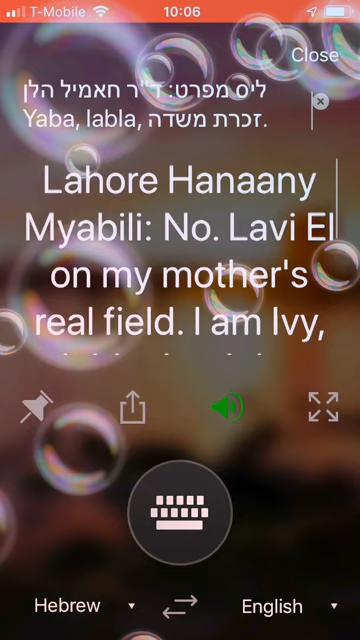 T-Mobile 10:06
Close
ליס מפרט: ד"ר חאמיל הלן
Yaba, labla, זכרת משדה.
Lahore Hanaany
Myabili: No. Lavi El
on my mother's
real field. I am Ivy,
Hebrew English